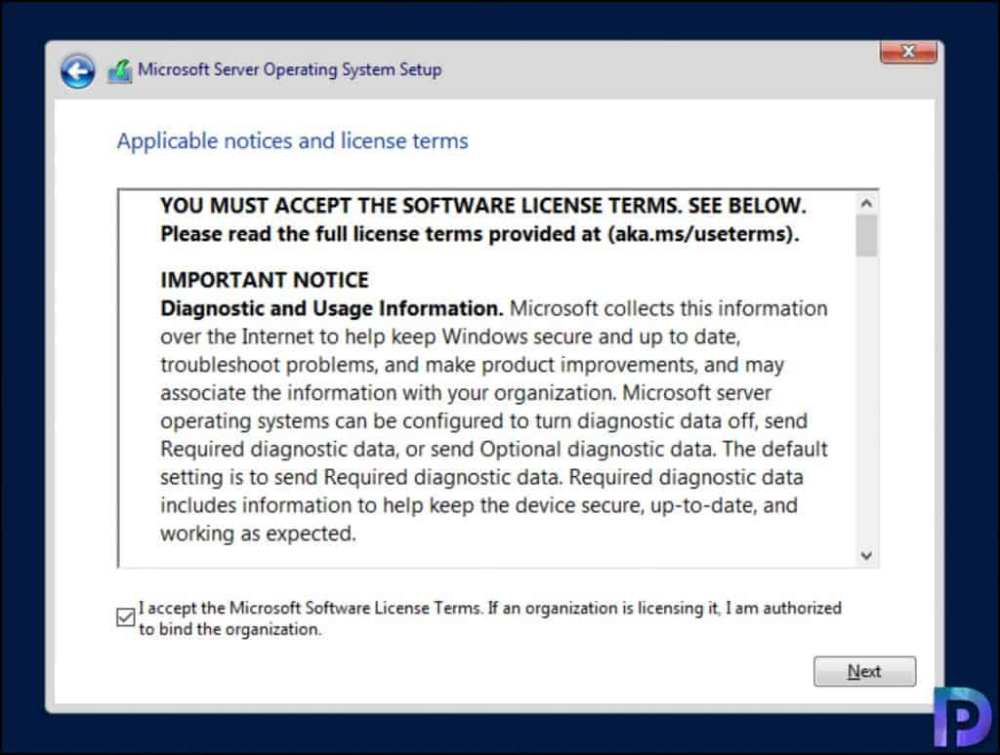 Microsoft Server Operating System Setup
Applicable notices and license terms
YOU MUST ACCEPT THE SOFTWARE LICENSE TERMS. SEE BELOW.
Please read the full license terms provided at (aka.ms/useterms).
IMPORTANT NOTICE
Diagnostic and Usage Information. Microsoft collects this information
over the Internet to help keep Windows secure and up to date,
troubleshoot problems, and make product improvements, and may
associate the information with your organization. Microsoft server
operating systems can be configured to turn diagnostic data off, send
Required diagnostic data, or send Optional diagnostic data. The default
setting is to send Required diagnostic data. Required diagnostic data
includes information to help keep the device secure, up-to-date, and
working as expected.
I accept the Microsoft Software License Terms. If an organization is licensing it, I am authorized
to bind the organization.
Next
P